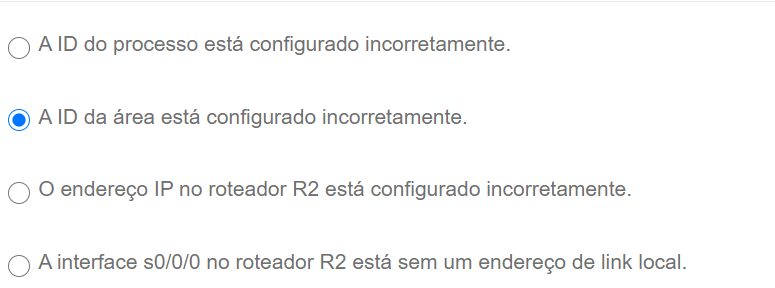 A ID do processo está configurado incorretamente.
A ID da área está configurado incorretamente.
O endereço IP no roteador R2 está configurado incorretamente.
A interface s0/0/0 no roteador R2 está sem um endereço de link local.